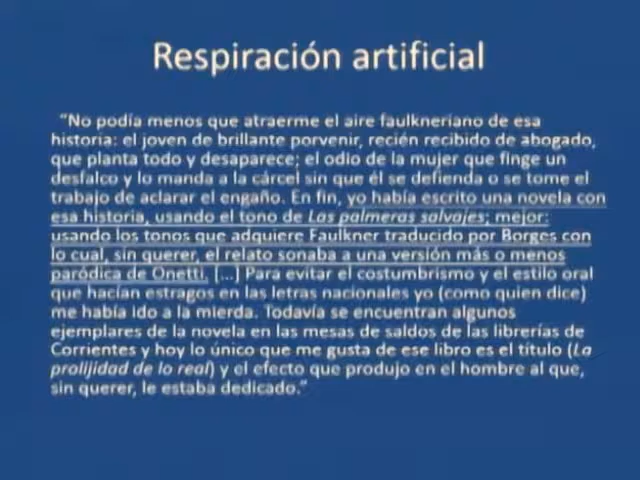 Respiración artificial
“No podía menos que atraerme el aire faulkneriano de esa
historia: el joven de brillante porvenir, recién recibido de abogado,
que planta todo y desaparece; el odio de la mujer que finge un
desfalco y lo manda a la cárcel sin que él se defienda o se tome el
trabajo de aclarar el engaño. En fin, yo había escrito una novela con
esa historia, usando el tono de Las palmeras salvajes; mejor:
usando los tonos que adquiere Faulkner traducido por Borges con
lo cual, sin querer, el relato sonaba a una versión más o menos
paródica de Onetti. [...] Para evitar el costumbrismo y el estilo oral
que hacían estragos en las letras nacionales yo (como quien dice)
me había ido a la mierda. Todavía se encuentran algunos
ejemplares de la novela en las mesas de saldos de las librerías de
Corrientes y hoy lo único que me gusta de ese libro es el título (La
prolijidad de lo real) y el efecto que produjo en el hombre al que,
sin querer, le estaba dedicado.”